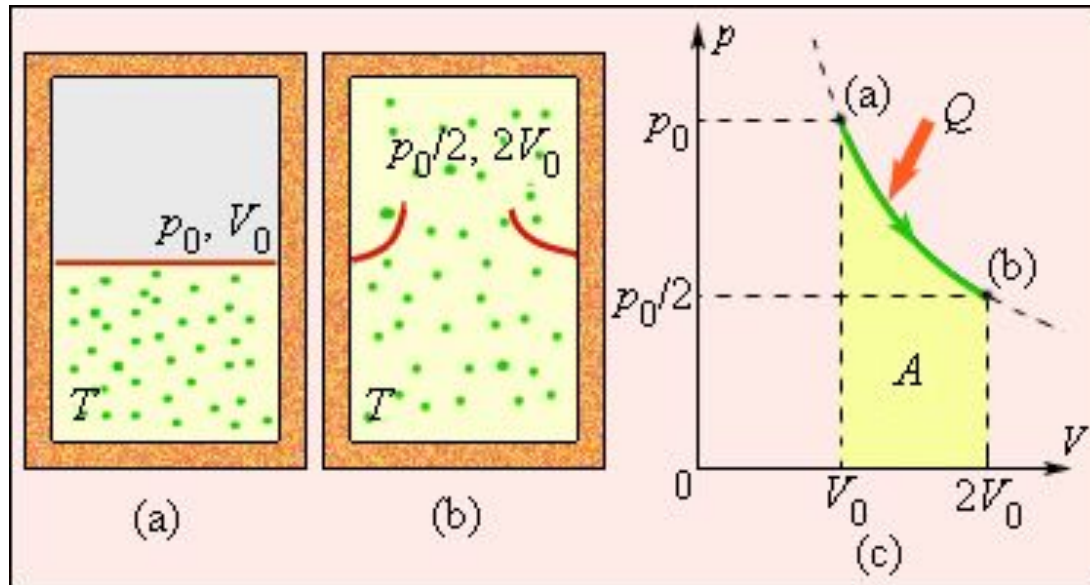 p₀, V₀
T
(a)
p₀/2, 2V₀
T
(b)
p
(a)
Q
p₀
(b)
p₀/2
A
V
0
V₀
2V₀
(c)